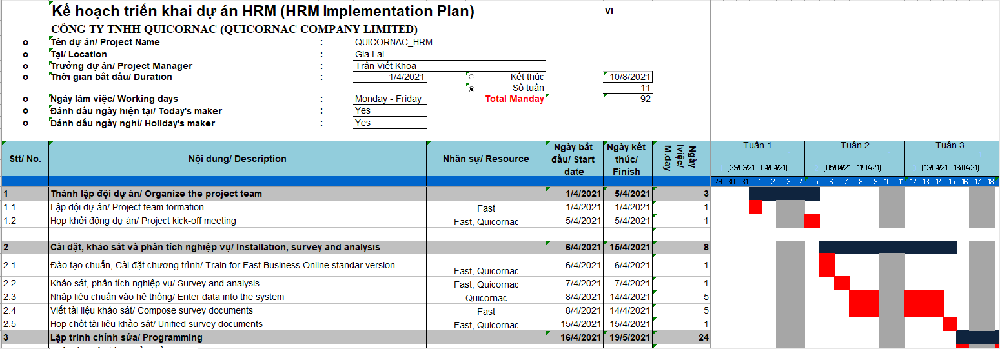 Kế hoạch triển khai dự án HRM (HRM Implementation Plan) VI
CÔNG TY TNHH QUICORNAC (QUICORNAC COMPANY LIMITED)
o Tên dự án/ Project Name : QUICORNAC_HRM
o Tại/ Location : Gia Lai
o Trưởng dự án/ Project Manager : Trần Viết Khoa
o Thời gian bắt đầu/ Duration : 1/4/2021 Kết thúc 10/8/2021
Số tuần 11
o Ngày làm việc/ Working days : Monday - Friday Total Manday 92
o Đánh dấu ngày hiện tại/ Today's maker : Yes
o Đánh dấu ngày nghỉ/ Holiday's maker : Yes
Stt/ No. Nội dung/ Description Nhân sự/ Resource Ngày bắt đầu/ Start date Ngày kết thúc/ Finish Ngày lviệc/ M.day Tuần 1 Tuần 2 Tuần 3
(29/03/21 - 04/04/21) (05/04/21 - 11/04/21) (12/04/21 - 18/04/21)
29 30 31 1 2 3 4 5 6 7 8 9 10 11 12 13 14 15 16 17 18
1 Thành lập đội dự án/ Organize the project team 1/4/2021 5/4/2021 3
1.1 Lập đội dự án/ Project team formation Fast 1/4/2021 1/4/2021 1
1.2 Họp khởi động dự án/ Project kick-off meeting Fast, Quicornac 5/4/2021 5/4/2021 1
2 Cài đặt, khảo sát và phân tích nghiệp vụ/ Installation, survey and analysis 6/4/2021 15/4/2021 8
2.1 Đào tạo chuẩn, Cài đặt chương trình/ Train for Fast Business Online standar version Fast, Quicornac 6/4/2021 6/4/2021 1
2.2 Khảo sát, phân tích nghiệp vụ/ Survey and analysis Fast, Quicornac 7/4/2021 7/4/2021 1
2.3 Nhập liệu chuẩn vào hệ thống/ Enter data into the system Quicornac 8/4/2021 14/4/2021 5
2.4 Viết tài liệu khảo sát/ Compose survey documents Fast 8/4/2021 14/4/2021 5
2.5 Họp chốt tài liệu khảo sát/ Unified survey documents Fast, Quicornac 15/4/2021 15/4/2021 1
3 Lập trình chỉnh sửa/ Programming 16/4/2021 19/5/2021 24